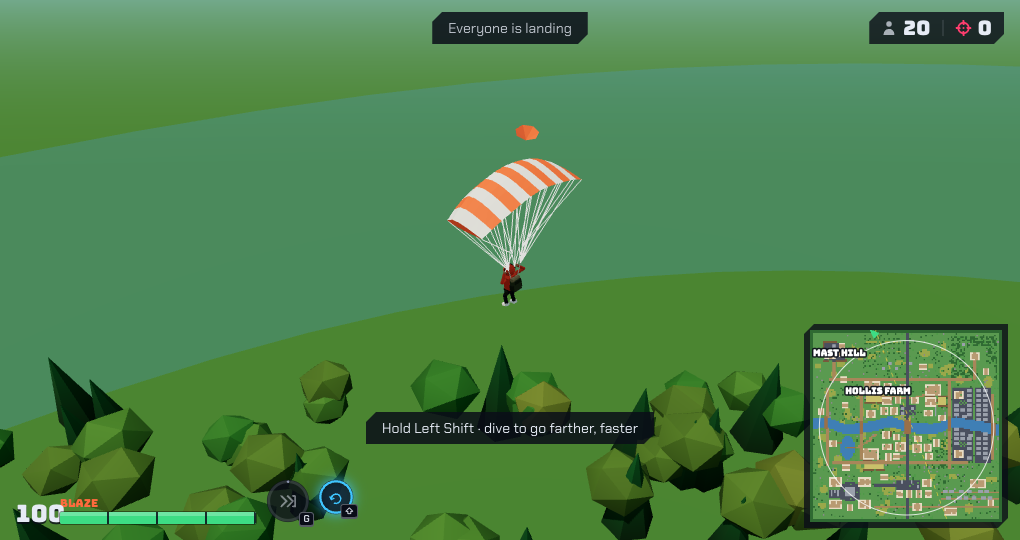 Everyone is landing
20
0
MAST HILL
HOLLIS FARM
Hold Left Shift · dive to go farther, faster
BLAZE
100
G